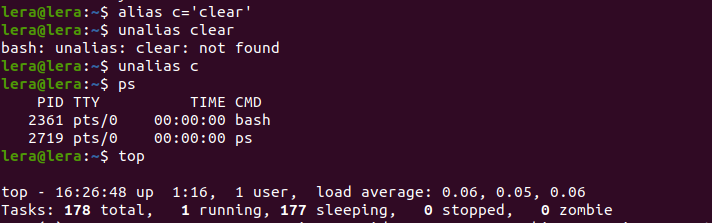 lera@lera:~$ alias c='clear'
lera@lera:~$ unalias clear
bash: unalias: clear: not found
lera@lera:~$ unalias c
lera@lera:~$ ps
    PID TTY          TIME CMD
   2361 pts/0    00:00:00 bash
   2719 pts/0    00:00:00 ps
lera@lera:~$ top
top - 16:26:48 up  1:16,  1 user,  load average: 0.06, 0.05, 0.06
Tasks: 178 total,   1 running, 177 sleeping,   0 stopped,   0 zombie